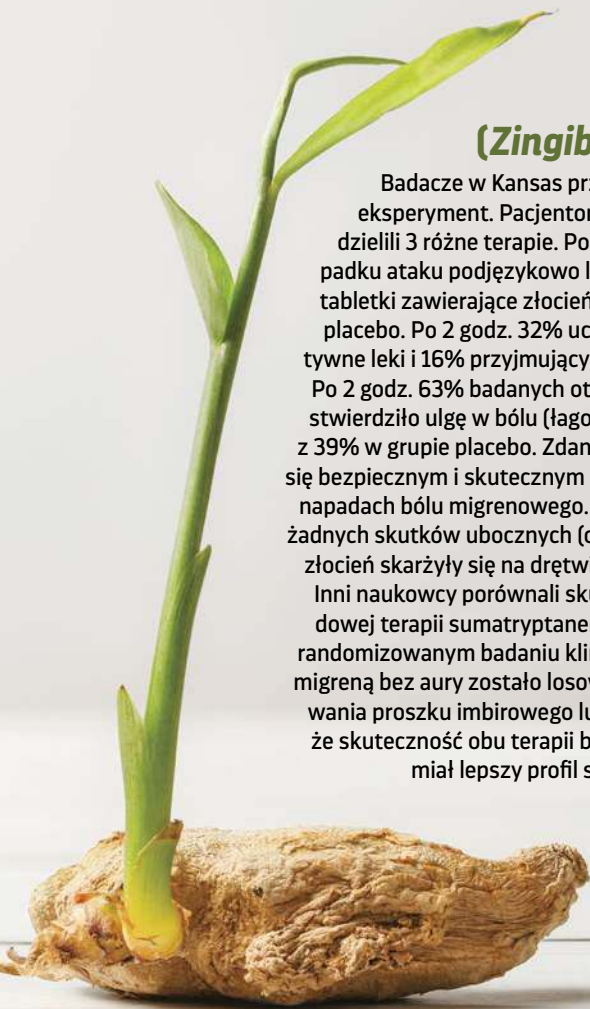 (Zingib
Badacze w Kansas prz
eksperyment. Pacjento
dzielili 3 różne terapie. Po
padku ataku podjęzykowo l
tabletki zawierające złocień
placebo. Po 2 godz. 32% uc
tywne leki i 16% przyjmujący
Po 2 godz. 63% badanych ot
stwierdziło ulgę w bólu (łago
z 39% w grupie placebo. Zdan
się bezpiecznym i skutecznym
napadach bólu migrenowego.
żadnych skutków ubocznych (c
złocień skarżyły się na drętwi
Inni naukowcy porównali sku
dowej terapii sumatryptane
randomizowanym badaniu klin
migreną bez aury zostało losow
wania proszku imbirowego lu
że skuteczność obu terapii b
miał lepszy profil s